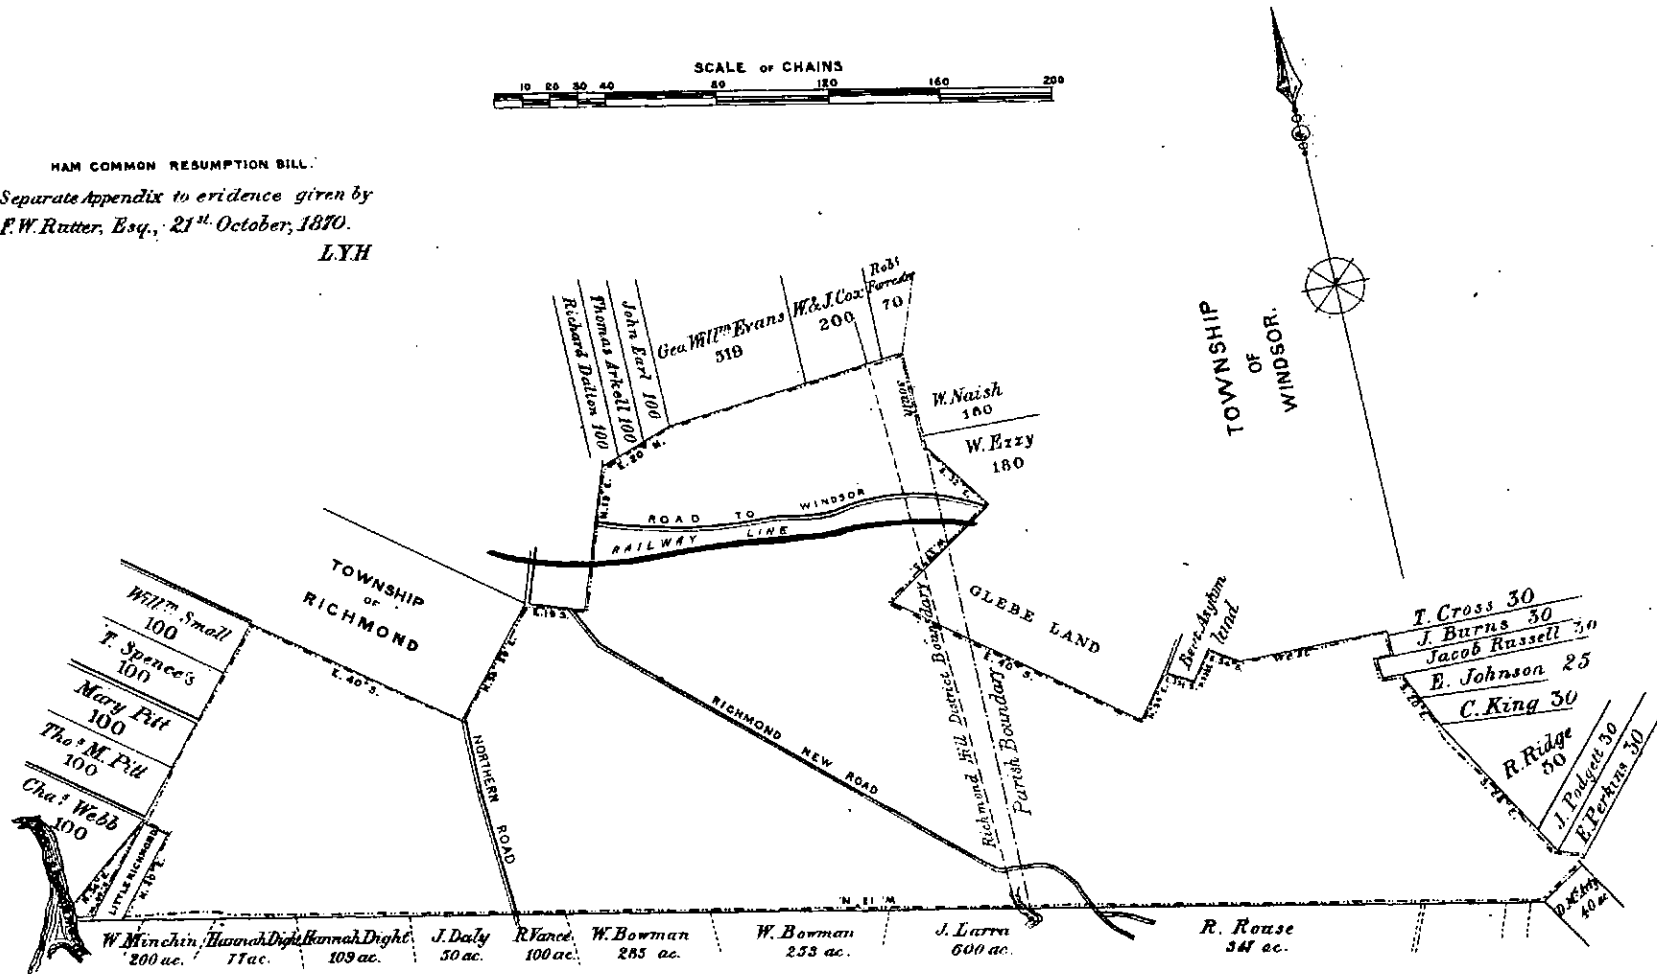 SCALE OF CHAINS
10 20 30 40 80 120 160 200
HAM COMMON RESUMPTION BILL.
Separate Appendix to evidence given by
F. W. Rutter, Esq., 21st October, 1870.
L.Y.H
TOWNSHIP
OF
WINDSOR.
Richard Dalton 100
Thomas Arkell 100
John Earl 100
Geo. Willm Evans
319
W. & J. Cox
200
Robt
Forrester
70
South
W. Naish
160
W. Ezzy
180
E. 20° N.
ROAD TO WINDSOR
RAILWAY LINE
TOWNSHIP
OF
RICHMOND
E. 40° S.
NORTHERN ROAD
RICHMOND NEW ROAD
Richmond Hill District Boundary
Parish Boundary
GLEBE LAND
E. 40° S.
Asylum
land
West
T. Cross 30
J. Burns 30
Jacob Russell 30
E. Johnson 25
C. King 30
R. Ridge
30
J. Podgett 30
E. Perkins 30
40 ac
Willm Small
100
T. Spencer's
100
Mary Pitt
100
Thos M. Pitt
100
Chas Webb
100
LITTLE RICHMOND
W. Minchin
200 ac.
Hannah Dight
77 ac.
Hannah Dight
109 ac.
J. Daly
50 ac.
R. Vance
100 ac.
W. Bowman
285 ac.
W. Bowman
253 ac.
J. Larra
600 ac.
R. Rouse
347 ac.